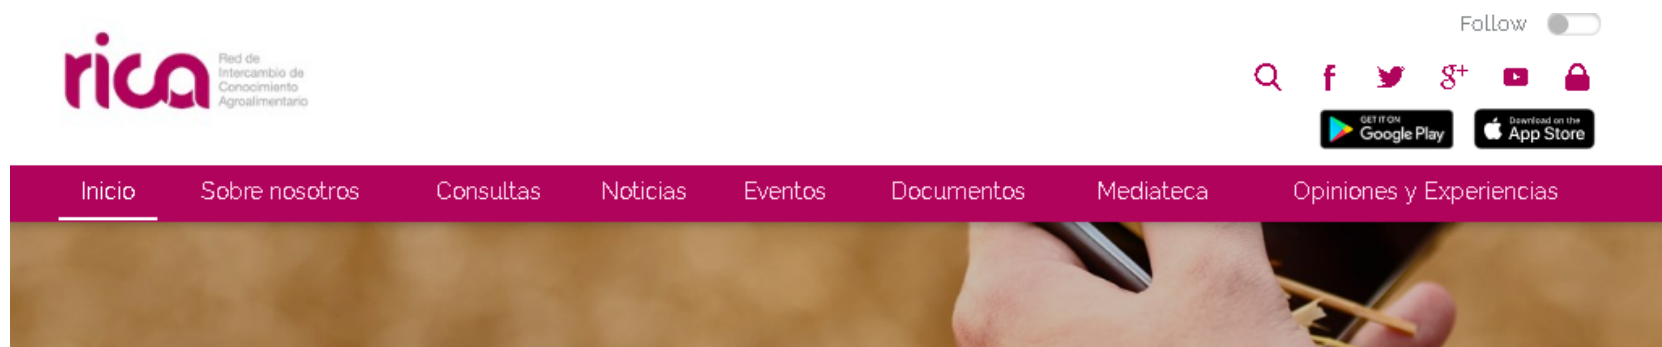 Follow
rica
Red de
Intercambio de
Conocimiento
Agroalimentario
g+
GET IT ON
Google Play
Download on the
App Store
Inicio Sobre nosotros Consultas Noticias Eventos Documentos Mediateca Opiniones y Experiencias